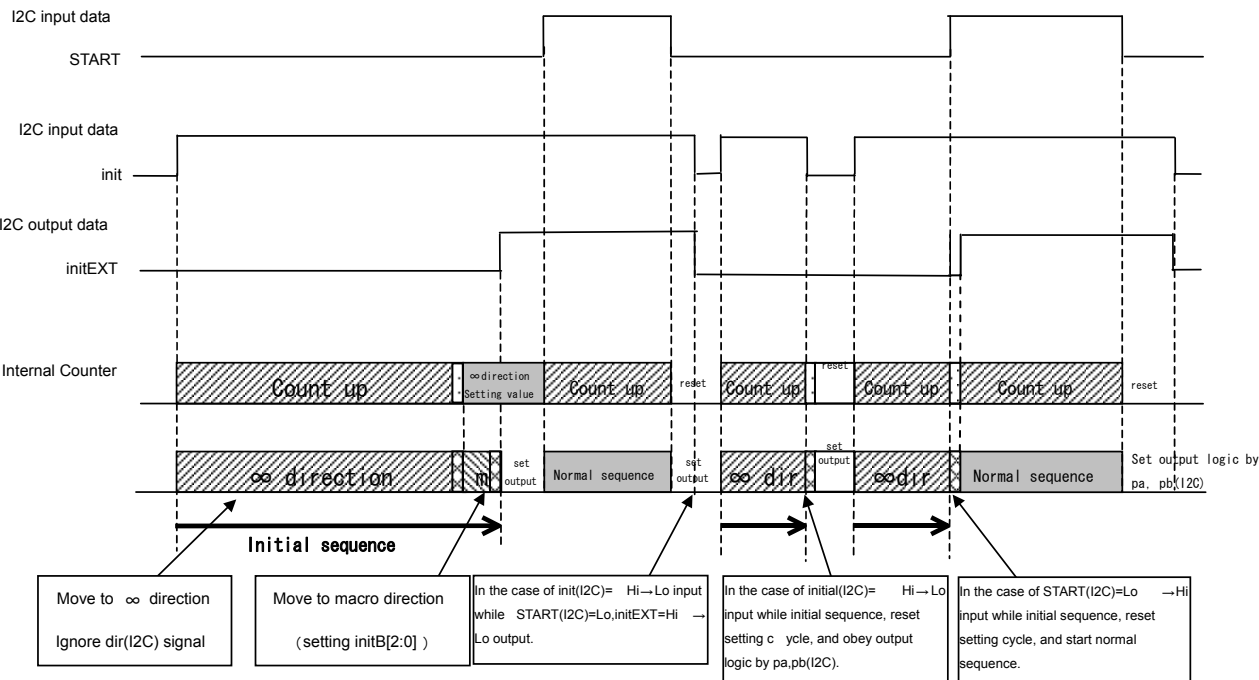 I2C input data
START
I2C input data
init
I2C output data
initEXT
Internal Counter
Count up
∞direction
Setting value
Count up
reset
Count up
reset
Count up
Count up
reset
∞ direction
m
set
output
Normal sequence
set
output
∞ dir
set
output
∞dir
Normal sequence
Set output logic by
pa, pb(I2C)
Initial sequence
Move to ∞ direction
Ignore dir(I2C) signal
Move to macro direction
(setting initB[2:0] )
In the case of init(I2C)= Hi→Lo input
while START(I2C)=Lo,initEXT=Hi →
Lo output.
In the case of initial(I2C)= Hi→Lo
input while initial sequence, reset
setting c ycle, and obey output
logic by pa,pb(I2C).
In the case of START(I2C)=Lo →Hi
input while initial sequence, reset
setting cycle, and start normal
sequence.